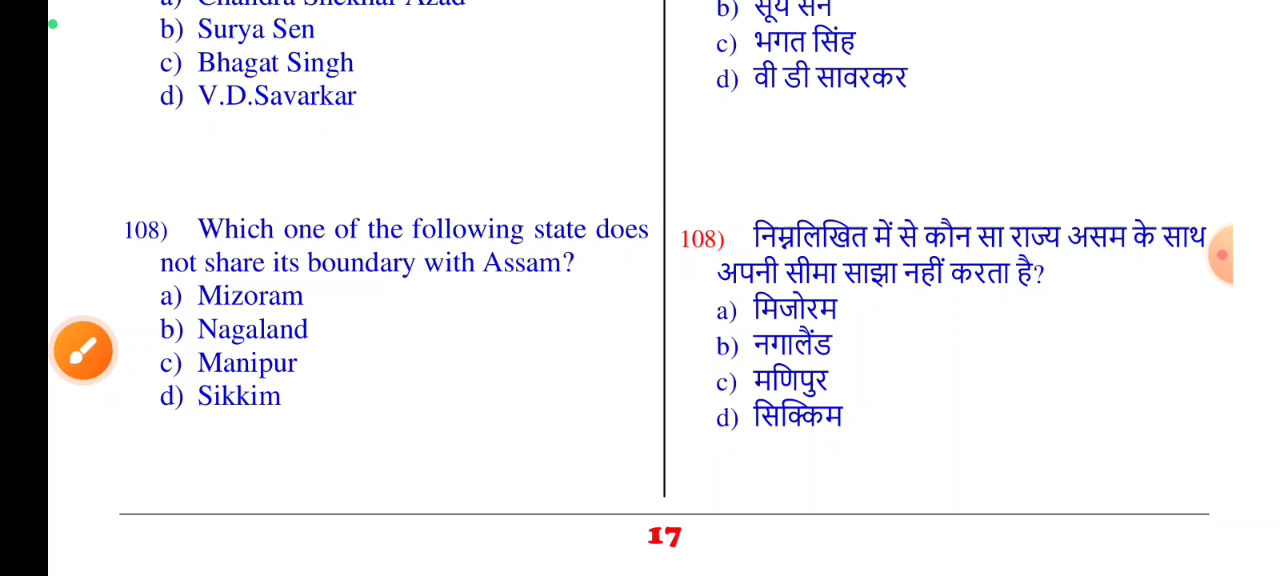 b) Surya Sen
c) Bhagat Singh
d) V.D.Savarkar
108) Which one of the following state does
not share its boundary with Assam?
a) Mizoram
b) Nagaland
c) Manipur
d) Sikkim
b) सूर्य सेन
c) भगत सिंह
d) वी डी सावरकर
108) निम्नलिखित में से कौन सा राज्य असम के साथ
अपनी सीमा साझा नहीं करता है?
a) मिजोरम
b) नगालैंड
c) मणिपुर
d) सिक्किम
17